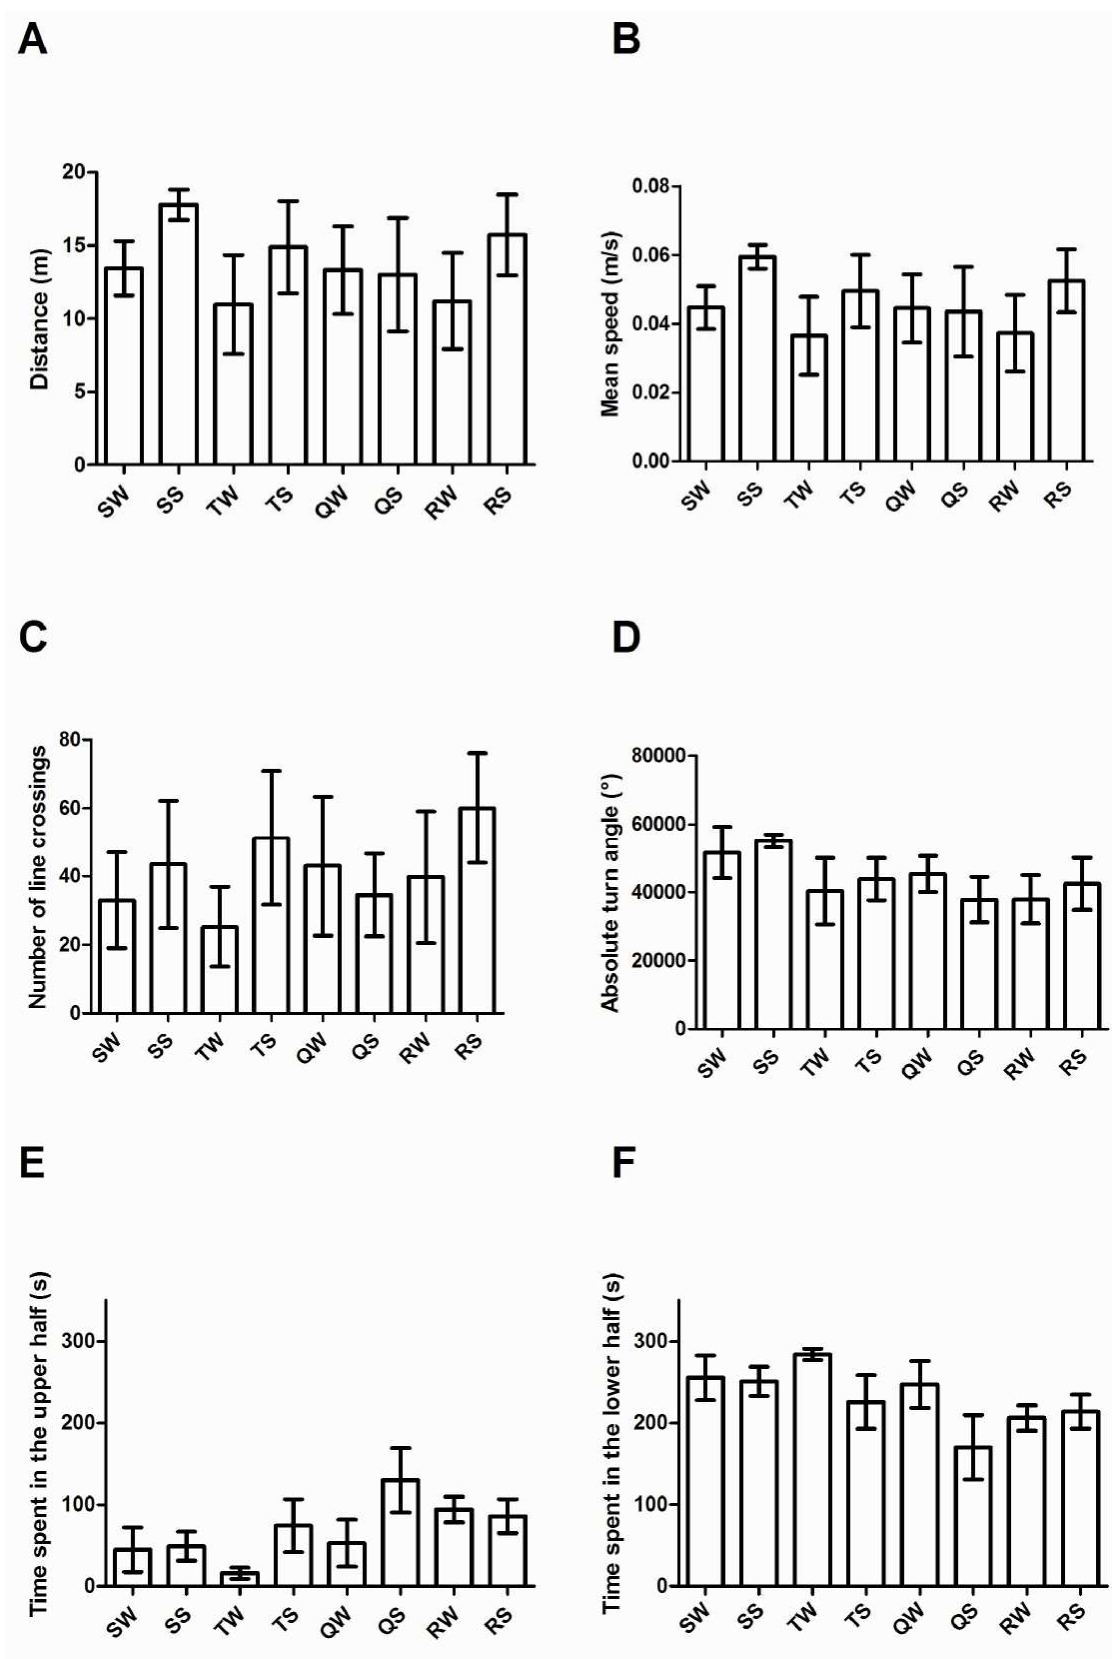 A
Distance (m)
20
15
10
5
0
SW SS TW TS QW QS RW RS
B
Mean speed (m/s)
0.08
0.06
0.04
0.02
0.00
SW SS TW TS QW QS RW RS
C
Number of line crossings
80
60
40
20
0
SW SS TW TS QW QS RW RS
D
Absolute turn angle (°)
80000
60000
40000
20000
0
SW SS TW TS QW QS RW RS
E
Time spent in the upper half (s)
300
200
100
0
SW SS TW TS QW QS RW RS
F
Time spent in the lower half (s)
300
200
100
0
SW SS TW TS QW QS RW RS